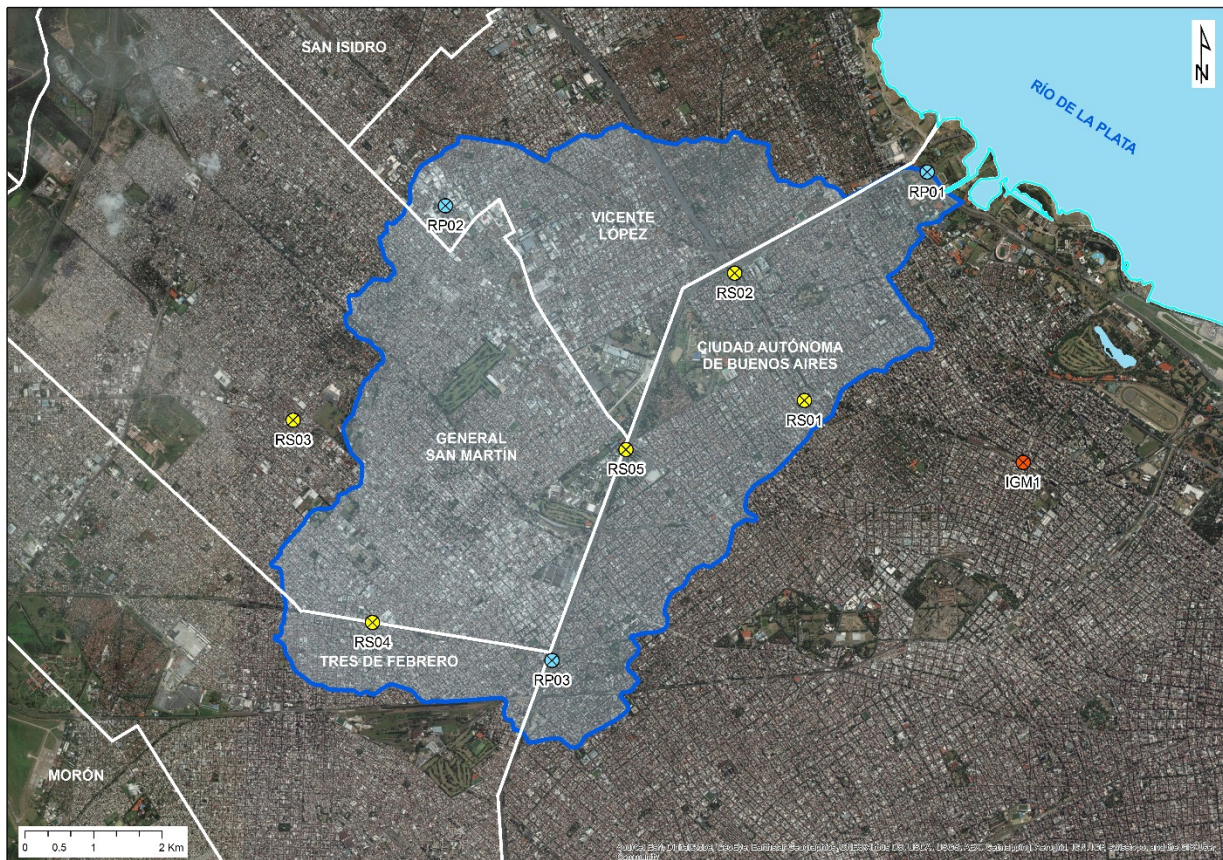 SAN ISIDRO
N
RÍO DE LA PLATA
RP01
RP02
VICENTE
LÓPEZ
RS02
CIUDAD AUTÓNOMA
DE BUENOS AIRES
RS01
RS03
GENERAL
SAN MARTÍN
RS05
IGM1
RS04
TRES DE FEBRERO
RP03
MORÓN
0 0.5 1 2 Km